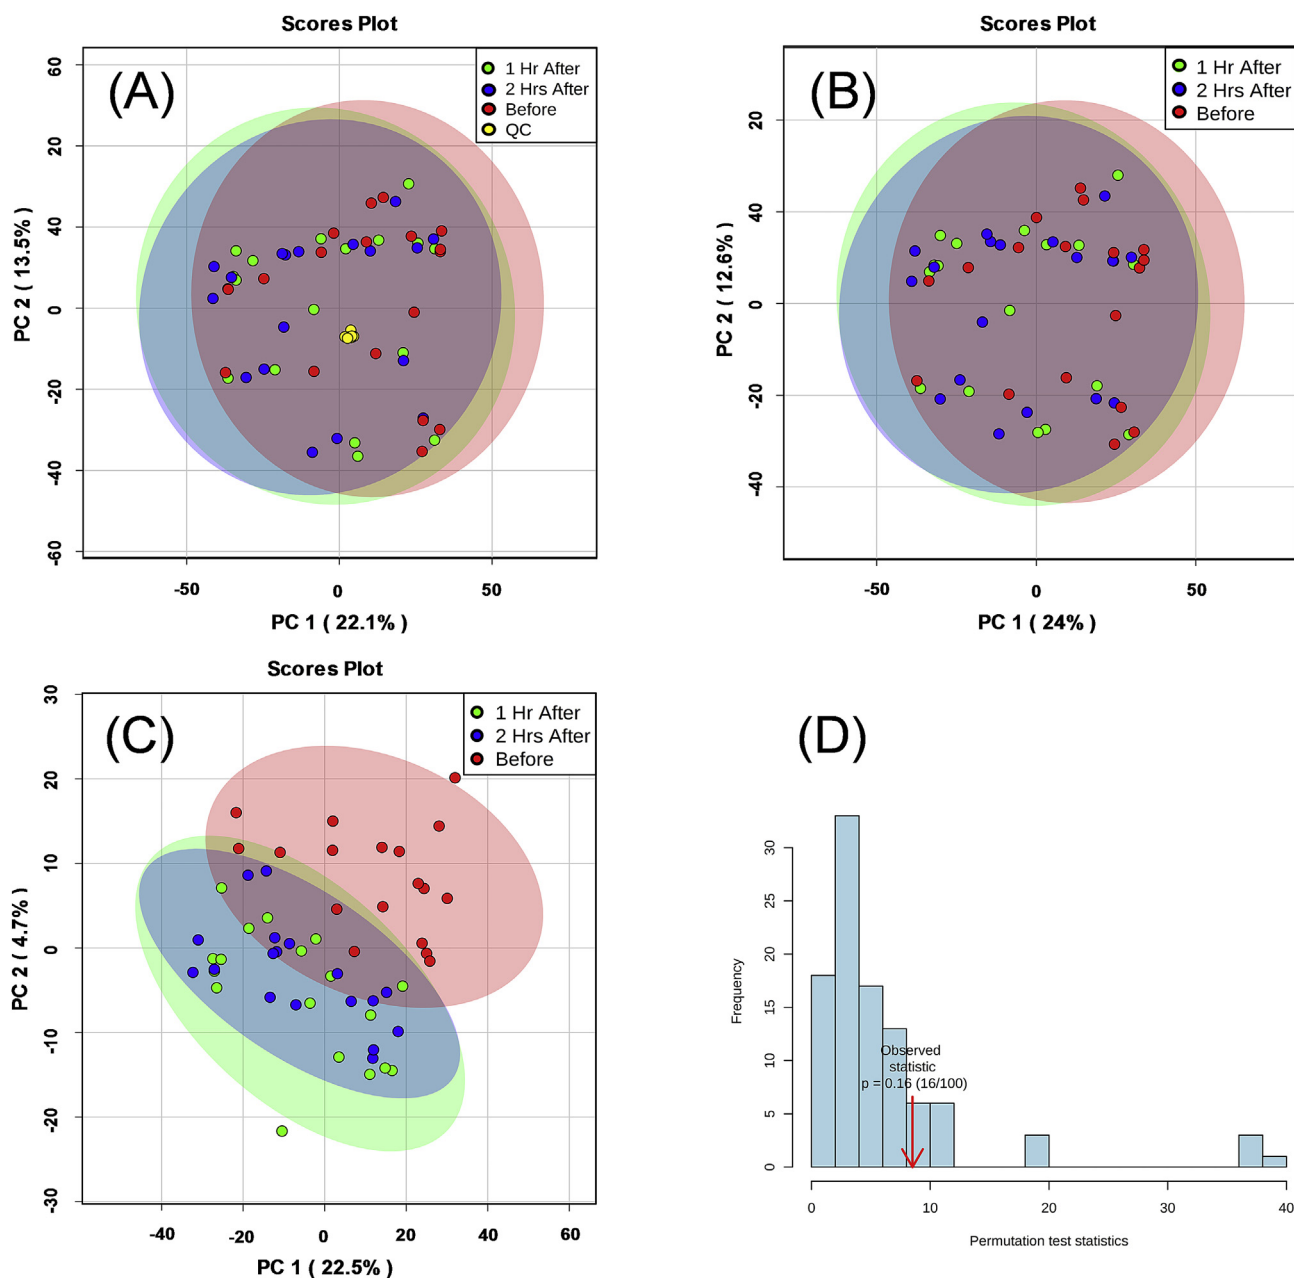 Scores Plot
(A)
1 Hr After
2 Hrs After
Before
QC
60
20
40
0
20
-40
-60
PC 2 ( 13.5% )
-50
0
50
PC 1 ( 22.1% )
Scores Plot
(B)
1 Hr After
2 Hrs After
Before
20
40
0
-20
-40
PC 2 ( 12.6% )
-50
0
50
PC 1 ( 24% )
Scores Plot
(C)
1 Hr After
2 Hrs After
Before
30
20
10
0
-10
-20
-30
PC 2 ( 4.7% )
-40
-20
0
20
40
60
PC 1 ( 22.5% )
(D)
30
25
20
15
10
5
0
Frequency
Observed
statistic
p = 0.16 (16/100)
0
10
20
30
40
Permutation test statistics